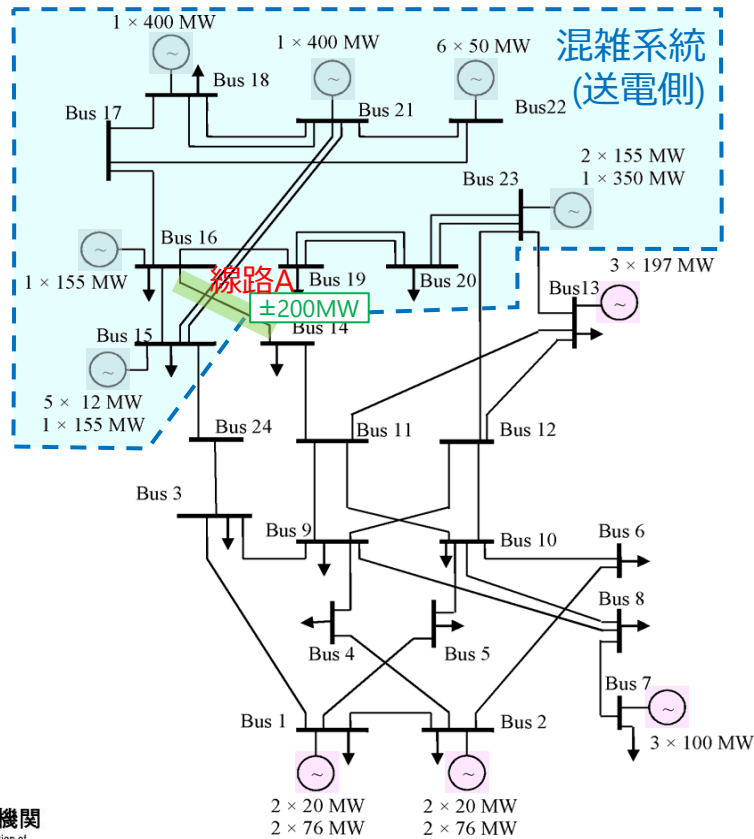 1 × 400 MW
Bus 18
1 × 400 MW
Bus 21
6 × 50 MW
Bus22
混雑系統
(送電側)
Bus 17
Bus 23
2 × 155 MW
1 × 350 MW
Bus 16
1 × 155 MW
線路A
Bus 19
Bus 20
±200MW
Bus13
3 × 197 MW
Bus 15
Bus 14
5 × 12 MW
1 × 155 MW
Bus 24
Bus 11
Bus 12
Bus 3
Bus 9
Bus 10
Bus 6
Bus 8
Bus 4
Bus 5
Bus 7
3 × 100 MW
Bus 1
Bus 2
2 × 20 MW
2 × 76 MW
2 × 20 MW
2 × 76 MW
機関